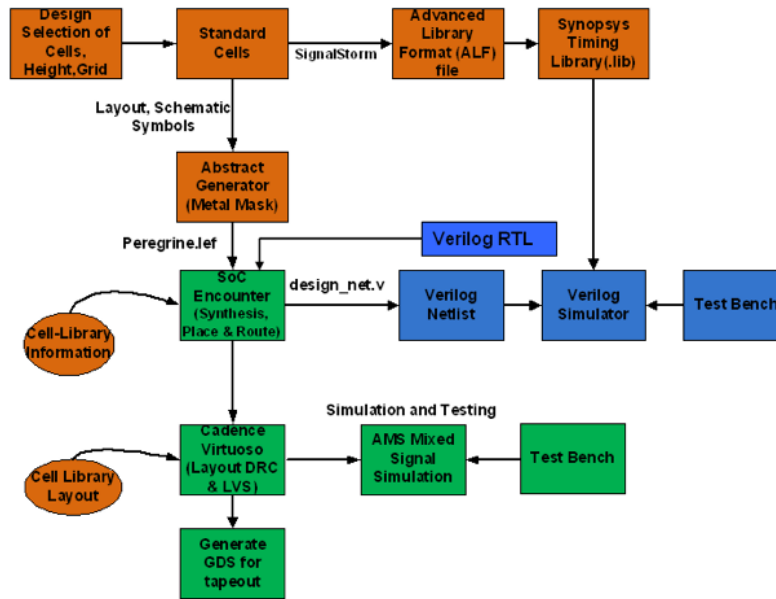 Design
Selection of
Cells,
Height,Grid
Standard
Cells
SignalStorm
Advanced
Library
Format (ALF)
file
Synopsys
Timing
Library(.lib)
Layout, Schematic
Symbols
Abstract
Generator
(Metal Mask)
Peregrine.lef
Verilog RTL
SoC
Encounter
(Synthesis,
Place & Route)
design_net.v
Verilog
Netlist
Verilog
Simulator
Test Bench
Cell-Library
Information
Simulation and Testing
Cadence
Virtuoso
(Layout DRC
& LVS)
AMS Mixed
Signal
Simulation
Test Bench
Cell Library
Layout
Generate
GDS for
tapeout